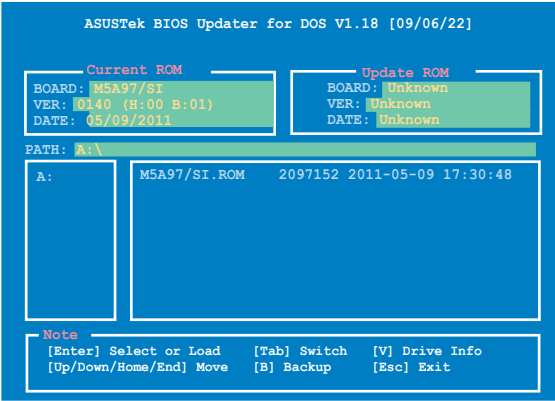 ASUSTek BIOS Updater for DOS V1.18 [09/06/22]
Current ROM
BOARD: M5A97/SI
VER: 0140 (H:00 B:01)
DATE: 05/09/2011
Update ROM
BOARD: Unknown
VER: Unknown
DATE: Unknown
PATH: A:\
A:
M5A97/SI.ROM 2097152 2011-05-09 17:30:48
Note
[Enter] Select or Load [Tab] Switch [V] Drive Info
[Up/Down/Home/End] Move [B] Backup [Esc] Exit